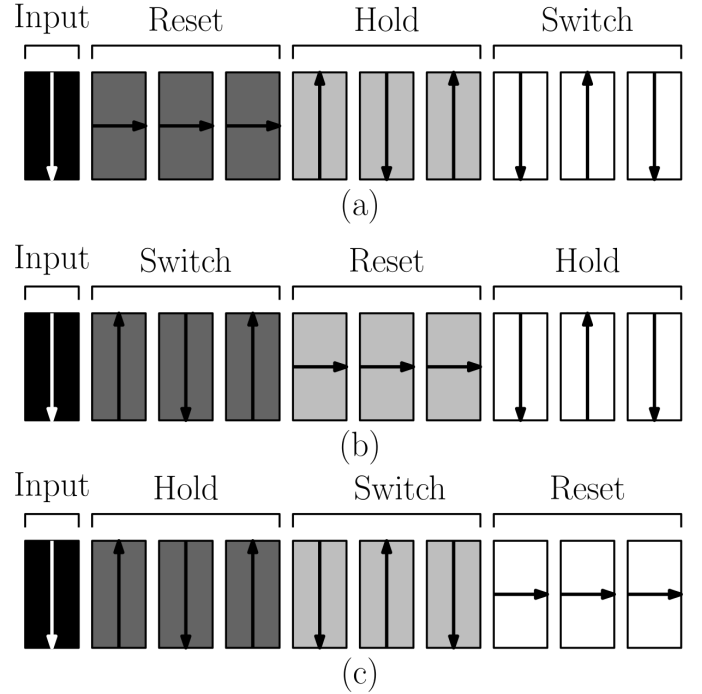 Input Reset Hold Switch
(a)
Input Switch Reset Hold
(b)
Input Hold Switch Reset
(c)